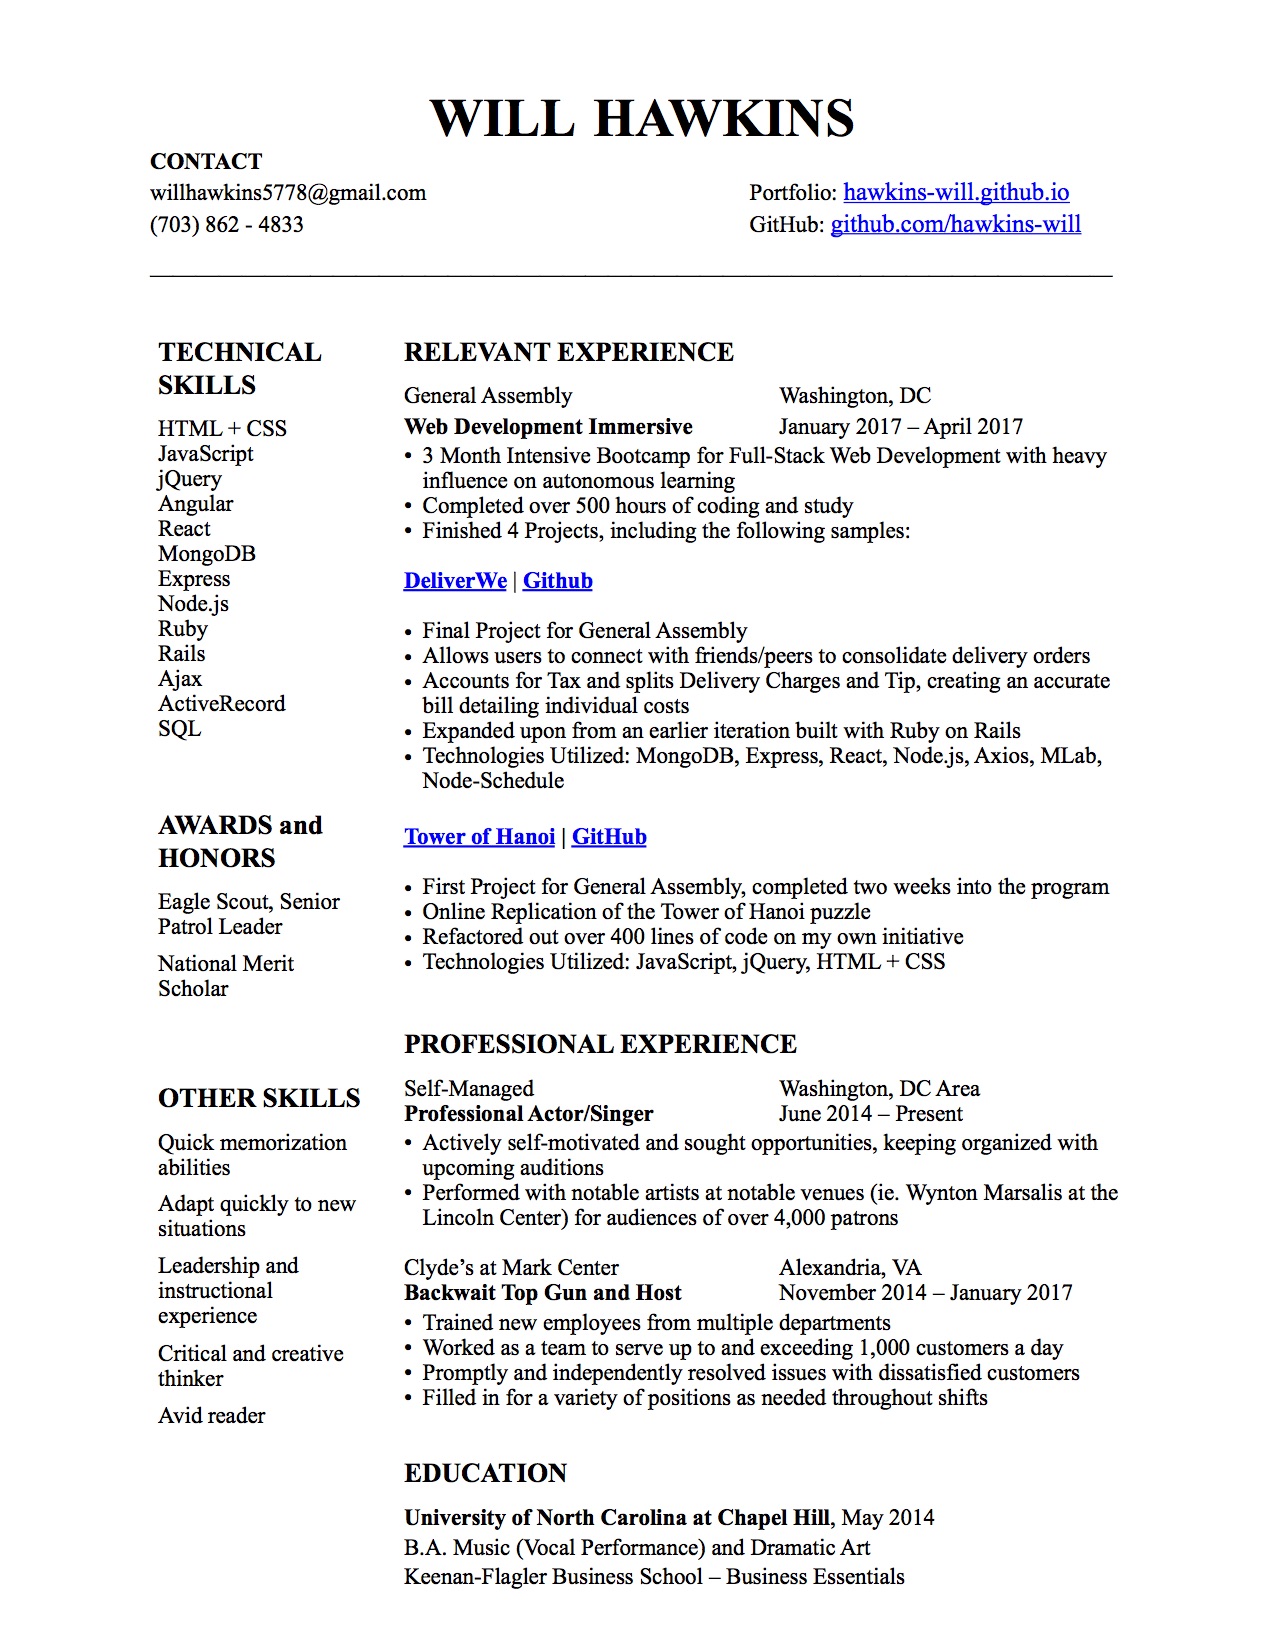 WILL HAWKINS
CONTACT
willhawkins5778@gmail.com
Portfolio: hawkins-will.github.io
(703) 862 - 4833
GitHub: github.com/hawkins-will
TECHNICAL
SKILLS
HTML + CSS
JavaScript
jQuery
Angular
React
MongoDB
Express
Node.js
Ruby
Rails
Ajax
ActiveRecord
SQL
AWARDS and
HONORS
Eagle Scout, Senior
Patrol Leader
National Merit
Scholar
OTHER SKILLS
Quick memorization
abilities
Adapt quickly to new
situations
Leadership and
instructional
experience
Critical and creative
thinker
Avid reader
RELEVANT EXPERIENCE
General Assembly Washington, DC
Web Development Immersive January 2017 – April 2017
• 3 Month Intensive Bootcamp for Full-Stack Web Development with heavy
influence on autonomous learning
• Completed over 500 hours of coding and study
• Finished 4 Projects, including the following samples:
DeliverWe | Github
• Final Project for General Assembly
• Allows users to connect with friends/peers to consolidate delivery orders
• Accounts for Tax and splits Delivery Charges and Tip, creating an accurate
bill detailing individual costs
• Expanded upon from an earlier iteration built with Ruby on Rails
• Technologies Utilized: MongoDB, Express, React, Node.js, Axios, MLab,
Node-Schedule
Tower of Hanoi | GitHub
• First Project for General Assembly, completed two weeks into the program
• Online Replication of the Tower of Hanoi puzzle
• Refactored out over 400 lines of code on my own initiative
• Technologies Utilized: JavaScript, jQuery, HTML + CSS
PROFESSIONAL EXPERIENCE
Self-Managed Washington, DC Area
Professional Actor/Singer June 2014 – Present
• Actively self-motivated and sought opportunities, keeping organized with
upcoming auditions
• Performed with notable artists at notable venues (ie. Wynton Marsalis at the
Lincoln Center) for audiences of over 4,000 patrons
Clyde’s at Mark Center Alexandria, VA
Backwait Top Gun and Host November 2014 – January 2017
• Trained new employees from multiple departments
• Worked as a team to serve up to and exceeding 1,000 customers a day
• Promptly and independently resolved issues with dissatisfied customers
• Filled in for a variety of positions as needed throughout shifts
EDUCATION
University of North Carolina at Chapel Hill, May 2014
B.A. Music (Vocal Performance) and Dramatic Art
Keenan-Flagler Business School – Business Essentials